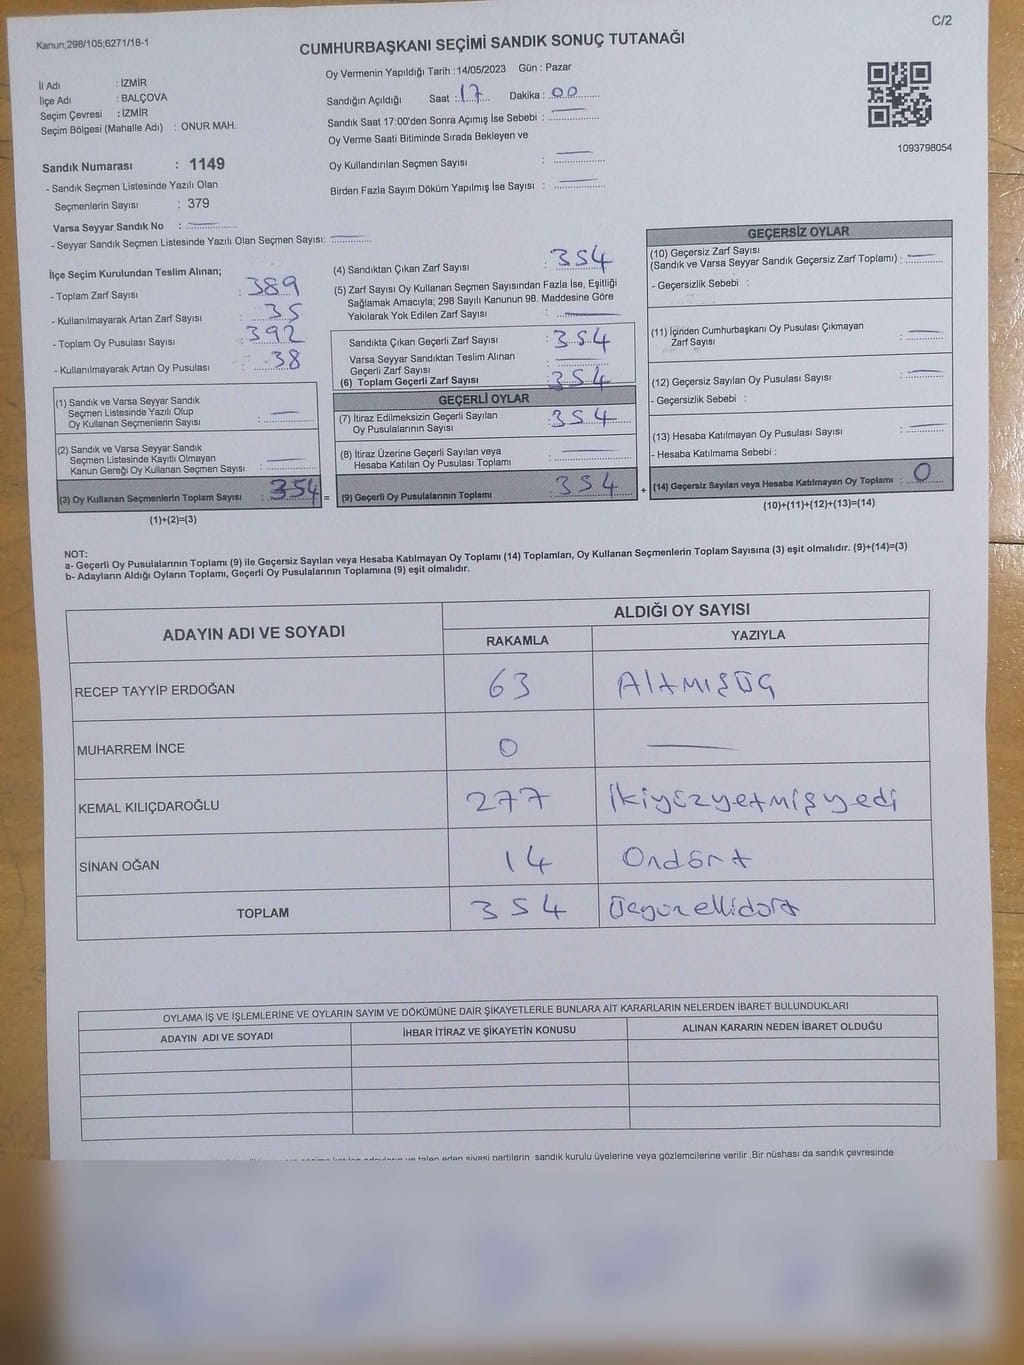 Kanun;298/105;6271/18-1
C/2
CUMHURBAŞKANI SEÇİMİ SANDIK SONUÇ TUTANAĞI
İl Adı : İZMİR
İlçe Adı : BALÇOVA
Seçim Çevresi : İZMİR
Seçim Bölgesi (Mahalle Adı) : ONUR MAH.
Sandık Numarası : 1149
- Sandık Seçmen Listesinde Yazılı Olan
Seçmenlerin Sayısı : 379
Varsa Seyyar Sandık No :
- Seyyar Sandık Seçmen Listesinde Yazılı Olan Seçmen Sayısı:
Oy Vermenin Yapıldığı Tarih : 14/05/2023 Gün : Pazar
Sandığın Açıldığı Saat : 17 Dakika : 00
Sandık Saat 17:00'den Sonra Açımış İse Sebebi :
Oy Verme Saati Bitiminde Sırada Bekleyen ve
Oy Kullandırılan Seçmen Sayısı :
Birden Fazla Sayım Döküm Yapılmış İse Sayısı :
1093798054
İlçe Seçim Kurulundan Teslim Alınan;
- Toplam Zarf Sayısı : 389
- Kullanılmayarak Artan Zarf Sayısı : 35
- Toplam Oy Pusulası Sayısı : 392
- Kullanılmayarak Artan Oy Pusulası : 38
(1) Sandık ve Varsa Seyyar Sandık
Seçmen Listesinde Yazılı Olup
Oy Kullanan Seçmenlerin Sayısı :
(2) Sandık ve Varsa Seyyar Sandık
Seçmen Listesinde Kayıtlı Olmayan
Kanun Gereği Oy Kullanan Seçmen Sayısı :
(3) Oy Kullanan Seçmenlerin Toplam Sayısı : 354 =
(1)+(2)=(3)
(4) Sandıktan Çıkan Zarf Sayısı : 354
(5) Zarf Sayısı Oy Kullanan Seçmen Sayısından Fazla İse, Eşitliği
Sağlamak Amacıyla; 298 Sayılı Kanunun 98. Maddesine Göre
Yakılarak Yok Edilen Zarf Sayısı :
Sandıkta Çıkan Geçerli Zarf Sayısı : 354
Varsa Seyyar Sandıktan Teslim Alınan
Geçerli Zarf Sayısı :
(6) Toplam Geçerli Zarf Sayısı : 354
GEÇERLİ OYLAR
(7) İtiraz Edilmeksizin Geçerli Sayılan
Oy Pusulalarının Sayısı : 354
(8) İtiraz Üzerine Geçerli Sayılan veya
Hesaba Katılan Oy Pusulası Toplamı :
(9) Geçerli Oy Pusulalarının Toplamı : 354 +
GEÇERSİZ OYLAR
(10) Geçersiz Zarf Sayısı
(Sandık ve Varsa Seyyar Sandık Geçersiz Zarf Toplamı) :
- Geçersizlik Sebebi :
(11) İçinden Cumhurbaşkanı Oy Pusulası Çıkmayan
Zarf Sayısı :
(12) Geçersiz Sayılan Oy Pusulası Sayısı :
- Geçersizlik Sebebi :
(13) Hesaba Katılmayan Oy Pusulası Sayısı :
- Hesaba Katılmama Sebebi :
(14) Geçersiz Sayılan veya Hesaba Katılmayan Oy Toplamı : 0
(10)+(11)+(12)+(13)=(14)
NOT:
a- Geçerli Oy Pusulalarının Toplamı (9) ile Geçersiz Sayılan veya Hesaba Katılmayan Oy Toplamı (14) Toplamları, Oy Kullanan Seçmenlerin Toplam Sayısına (3) eşit olmalıdır. (9)+(14)=(3)
b- Adayların Aldığı Oyların Toplamı, Geçerli Oy Pusulalarının Toplamına (9) eşit olmalıdır.
ADAYIN ADI VE SOYADI
ALDIĞI OY SAYISI
RAKAMLA YAZIYLA
RECEP TAYYİP ERDOĞAN 63 Altmışüç
MUHARREM İNCE 0
KEMAL KILIÇDAROĞLU 277 ikiyüzyetmişyedi
SİNAN OĞAN 14 Ondört
TOPLAM 354 Üçyüzellidört
OYLAMA İŞ VE İŞLEMLERİNE VE OYLARIN SAYIM VE DÖKÜMÜNE DAİR ŞİKAYETLERLE BUNLARA AİT KARARLARIN NELERDEN İBARET BULUNDUKLARI
ADAYIN ADI VE SOYADI İHBAR İTİRAZ VE ŞİKAYETİN KONUSU ALINAN KARARIN NEDEN İBARET OLDUĞU
siyasi partilerin sandık kurulu üyelerine veya gözlemcilerine verilir .Bir nüshası da sandık çevresinde